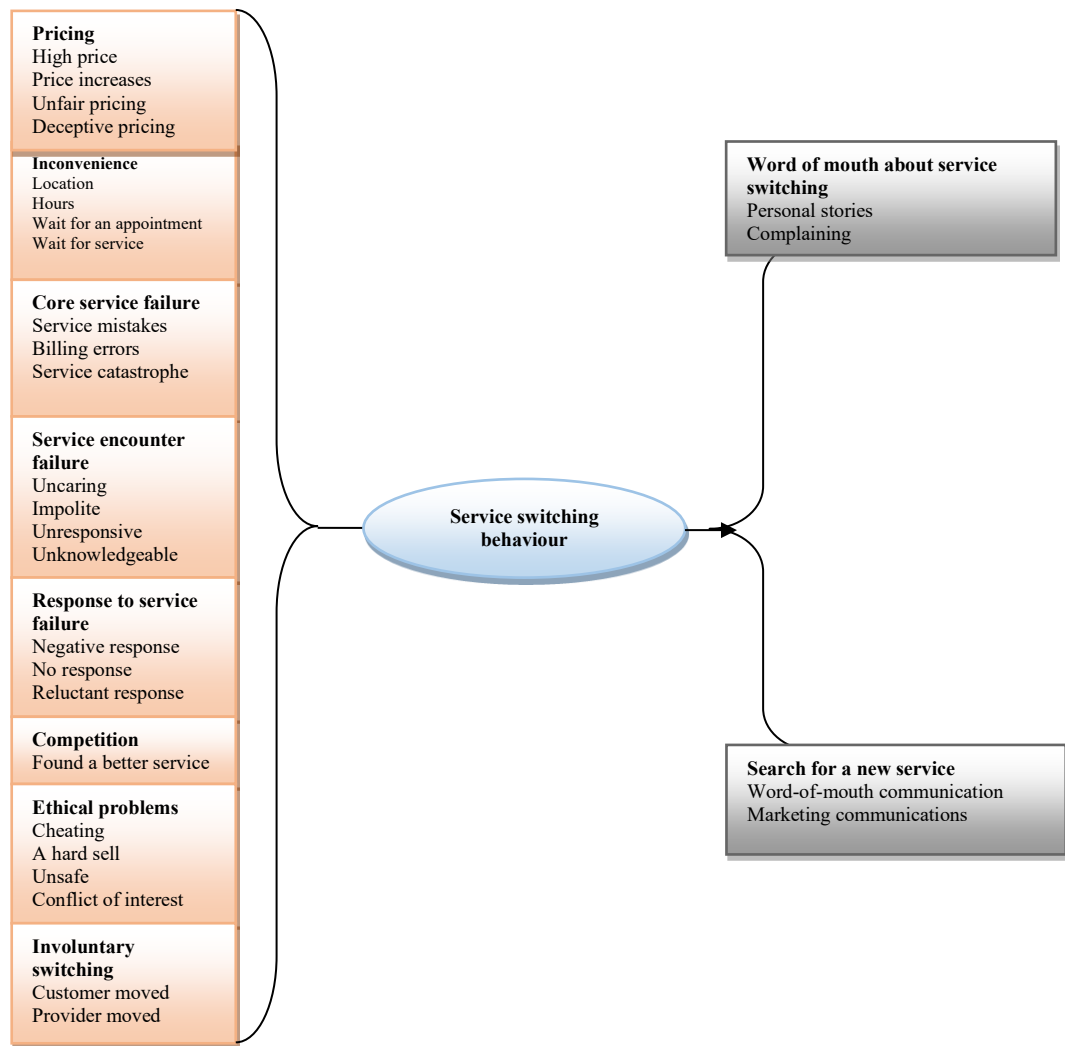 Pricing
High price
Price increases
Unfair pricing
Deceptive pricing
Inconvenience
Location
Hours
Wait for an appointment
Wait for service
Core service failure
Service mistakes
Billing errors
Service catastrophe
Service encounter
failure
Uncaring
Impolite
Unresponsive
Unknowledgeable
Response to service
failure
Negative response
No response
Reluctant response
Competition
Found a better service
Ethical problems
Cheating
A hard sell
Unsafe
Conflict of interest
Involuntary
switching
Customer moved
Provider moved
Service switching
behaviour
Word of mouth about service
switching
Personal stories
Complaining
Search for a new service
Word-of-mouth communication
Marketing communications